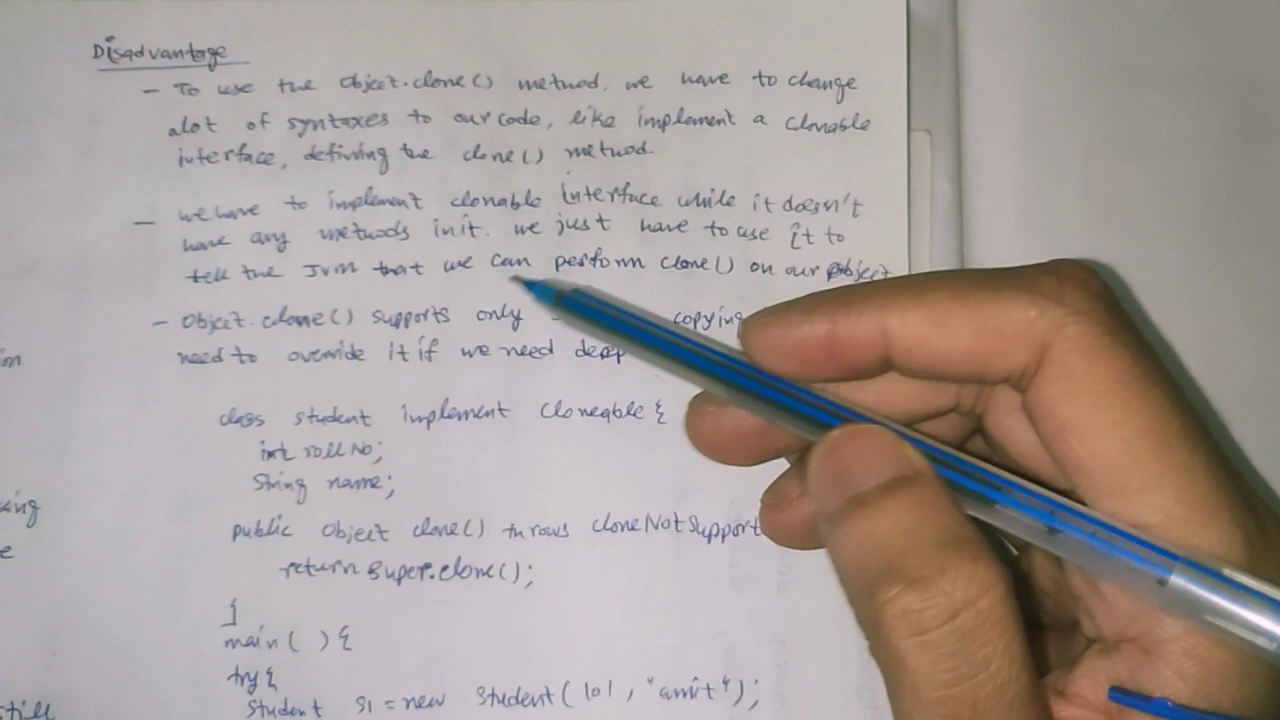 Disadvantage
- To use the Object.clone() method, we have to change
alot of syntaxes to our code, like implement a clonable
interface, defining the clone() method
- we have to implement clonable interface while it doesn't
have any methods in it. we just have to use it to
tell the JVM that we can perform clone() on our object
- Object.clone() supports only copying
need to override it if we need deep
class student implement Cloneable {
int rollNo;
String name;
public Object clone() throws CloneNotSupport
return super.clone();
}
main( ) {
try {
Student S1 = new Student(101, "amit");